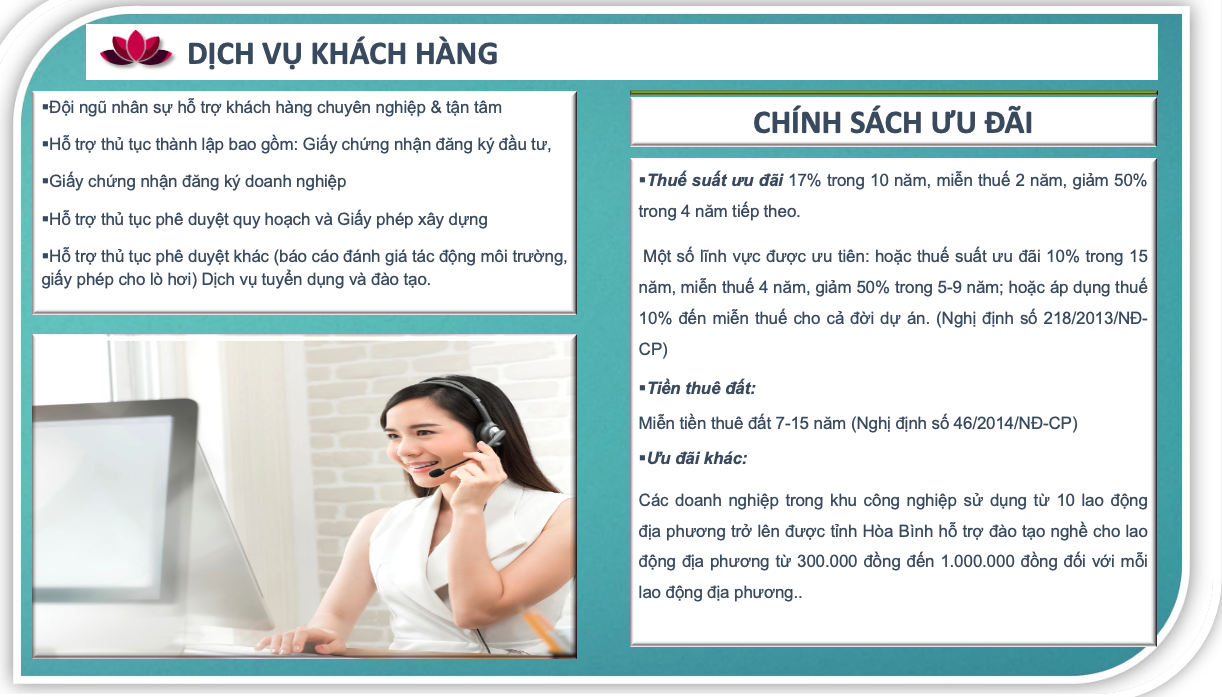 DỊCH VỤ KHÁCH HÀNG
▪Đội ngũ nhân sự hỗ trợ khách hàng chuyên nghiệp & tận tâm
▪Hỗ trợ thủ tục thành lập bao gồm: Giấy chứng nhận đăng ký đầu tư,
▪Giấy chứng nhận đăng ký doanh nghiệp
▪Hỗ trợ thủ tục phê duyệt quy hoạch và Giấy phép xây dựng
▪Hỗ trợ thủ tục phê duyệt khác (báo cáo đánh giá tác động môi trường,
giấy phép cho lò hơi) Dịch vụ tuyển dụng và đào tạo.
CHÍNH SÁCH ƯU ĐÃI
▪Thuế suất ưu đãi 17% trong 10 năm, miễn thuế 2 năm, giảm 50%
trong 4 năm tiếp theo.
Một số lĩnh vực được ưu tiên: hoặc thuế suất ưu đãi 10% trong 15
năm, miễn thuế 4 năm, giảm 50% trong 5-9 năm; hoặc áp dụng thuế
10% đến miễn thuế cho cả đời dự án. (Nghị định số 218/2013/NĐ-
CP)
▪Tiền thuê đất:
Miễn tiền thuê đất 7-15 năm (Nghị định số 46/2014/NĐ-CP)
▪Ưu đãi khác:
Các doanh nghiệp trong khu công nghiệp sử dụng từ 10 lao động
địa phương trở lên được tỉnh Hòa Bình hỗ trợ đào tạo nghề cho lao
động địa phương từ 300.000 đồng đến 1.000.000 đồng đối với mỗi
lao động địa phương..